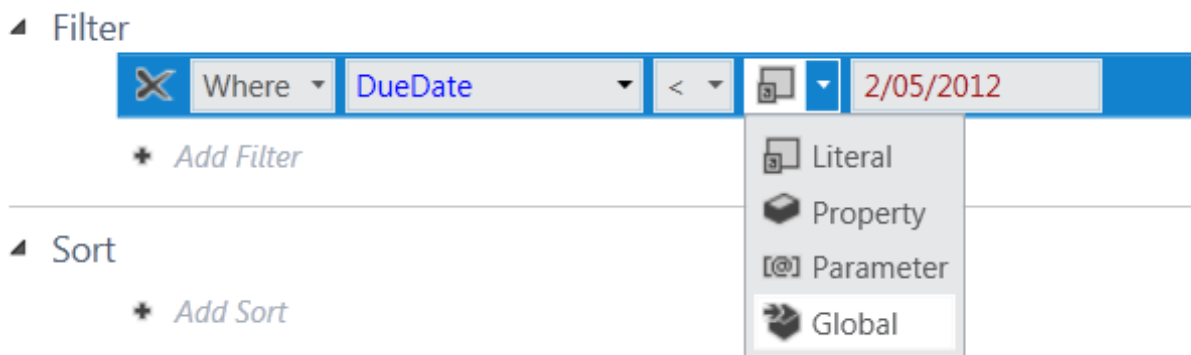 Filter
Where DueDate < 2/05/2012
Add Filter
Literal
Property
Sort
[@] Parameter
Add Sort
Global